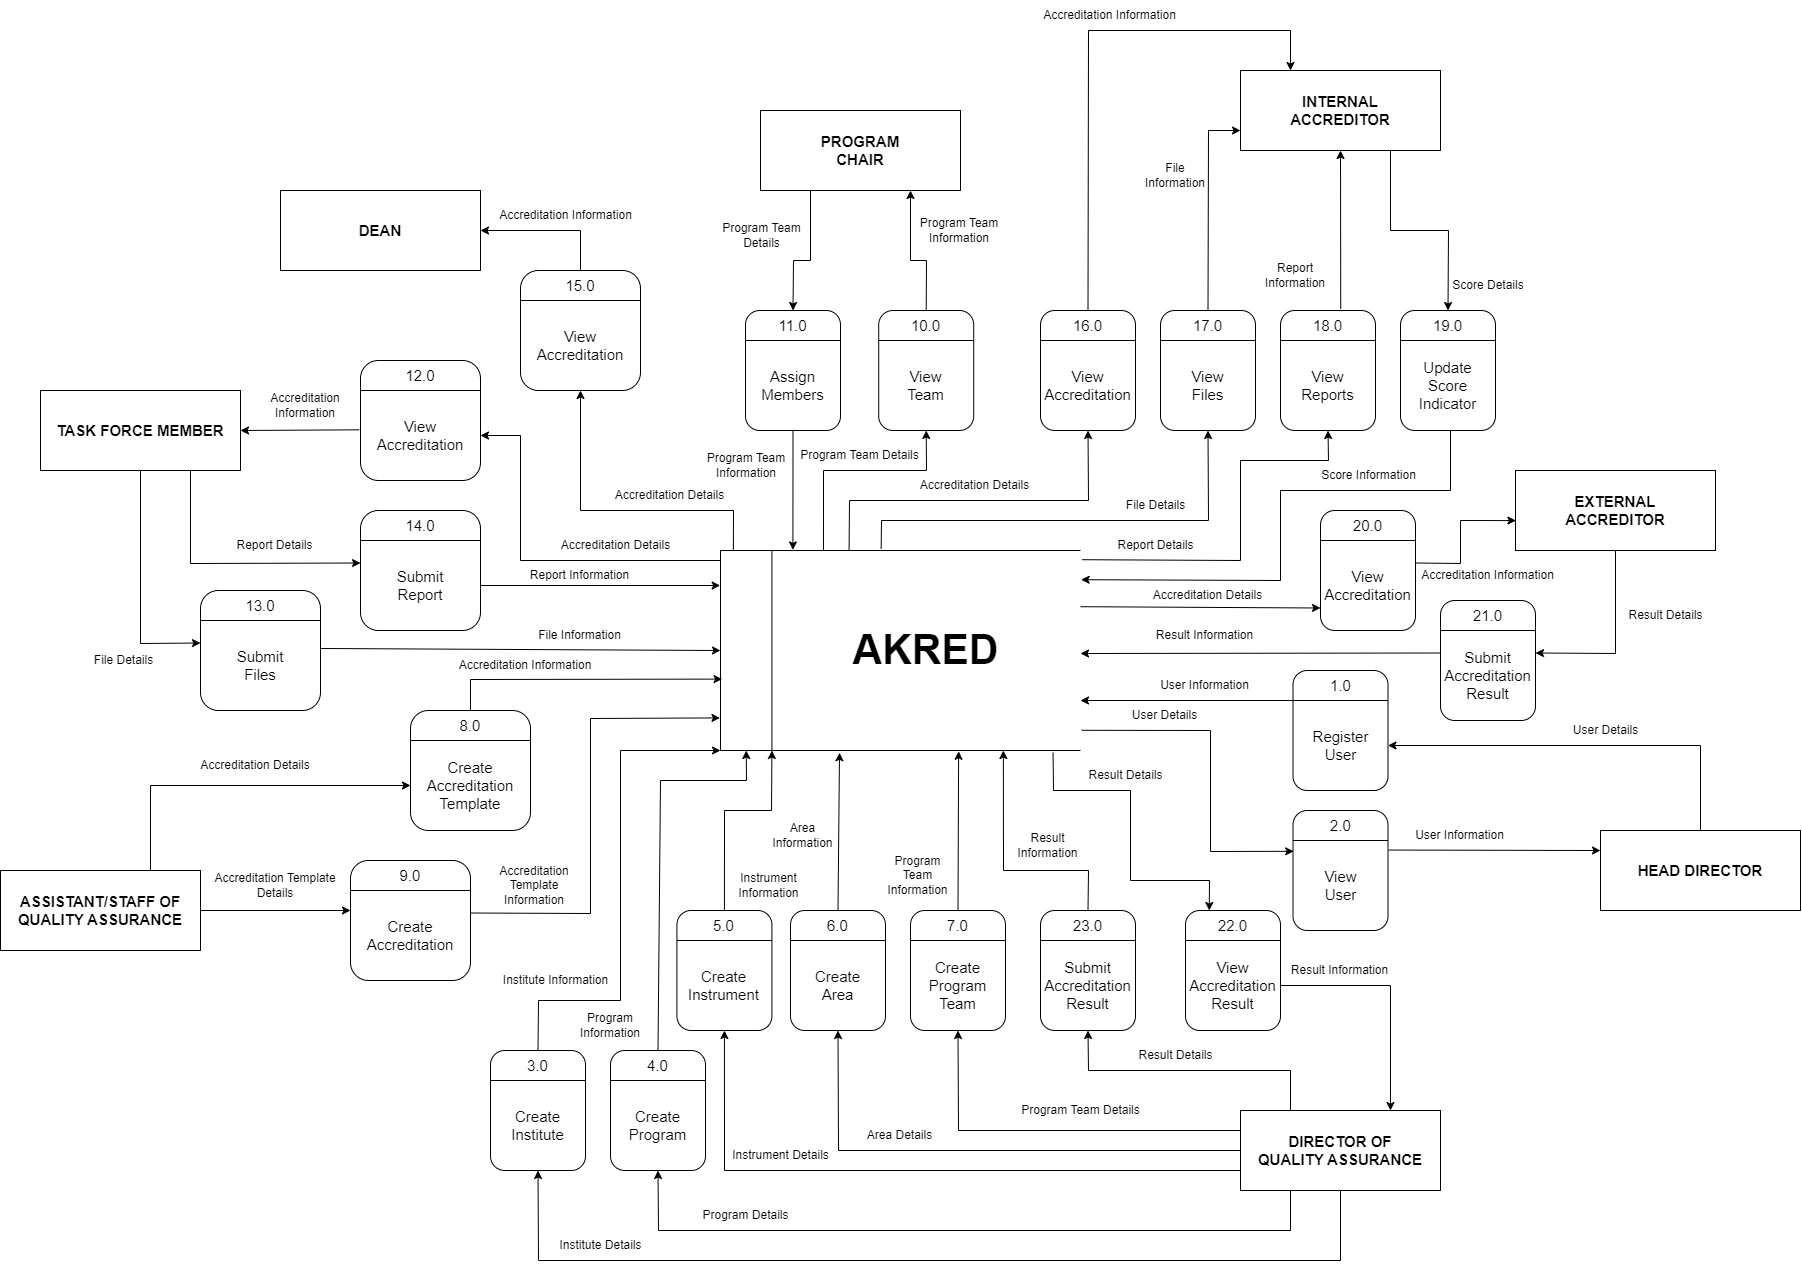 Accreditation Information
INTERNAL
ACCREDITOR
PROGRAM
CHAIR
File
Information
DEAN
Accreditation Information
Program Team
Details
Program Team
Information
Report
Information
Score Details
15.0
View
Accreditation
11.0
Assign
Members
10.0
View
Team
16.0
View
Accreditation
17.0
View
Files
18.0
View
Reports
19.0
Update
Score
Indicator
12.0
View
Accreditation
Accreditation
Information
TASK FORCE MEMBER
Program Team
Information
Program Team Details
Accreditation Details
Accreditation Details
File Details
Score Information
EXTERNAL
ACCREDITOR
14.0
Submit
Report
Report Details
Accreditation Details
Report Information
Report Details
20.0
View
Accreditation
Accreditation Information
Accreditation Details
13.0
Submit
Files
File Details
File Information
AKRED
Result Information
21.0
Submit
Accreditation
Result
Result Details
Accreditation Information
User Information
1.0
Register
User
User Details
User Details
8.0
Create
Accreditation
Template
Accreditation Details
Result Details
Area
Information
Result
Information
2.0
View
User
User Information
HEAD DIRECTOR
ASSISTANT/STAFF OF
QUALITY ASSURANCE
Accreditation Template
Details
9.0
Create
Accreditation
Accreditation
Template
Information
Instrument
Information
Program
Team
Information
5.0
Create
Instrument
6.0
Create
Area
7.0
Create
Program
Team
23.0
Submit
Accreditation
Result
22.0
View
Accreditation
Result
Result Information
Institute Information
Program
Information
3.0
Create
Institute
4.0
Create
Program
Result Details
Program Team Details
Area Details
Instrument Details
DIRECTOR OF
QUALITY ASSURANCE
Program Details
Institute Details